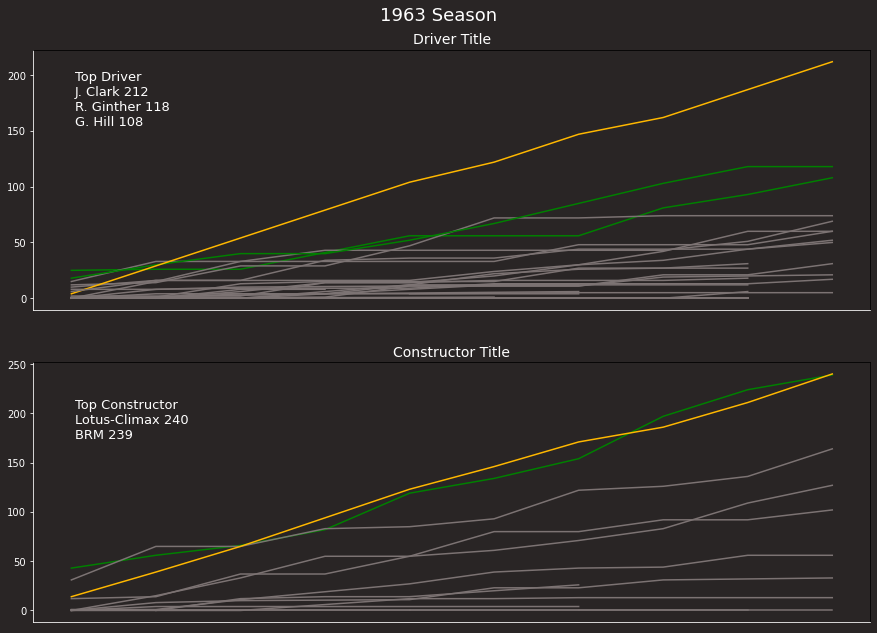 1963 Season
Driver Title
200
150
100
50
0
Top Driver
J. Clark 212
R. Ginther 118
G. Hill 108
Constructor Title
250
200
150
100
50
0
Top Constructor
Lotus-Climax 240
BRM 239